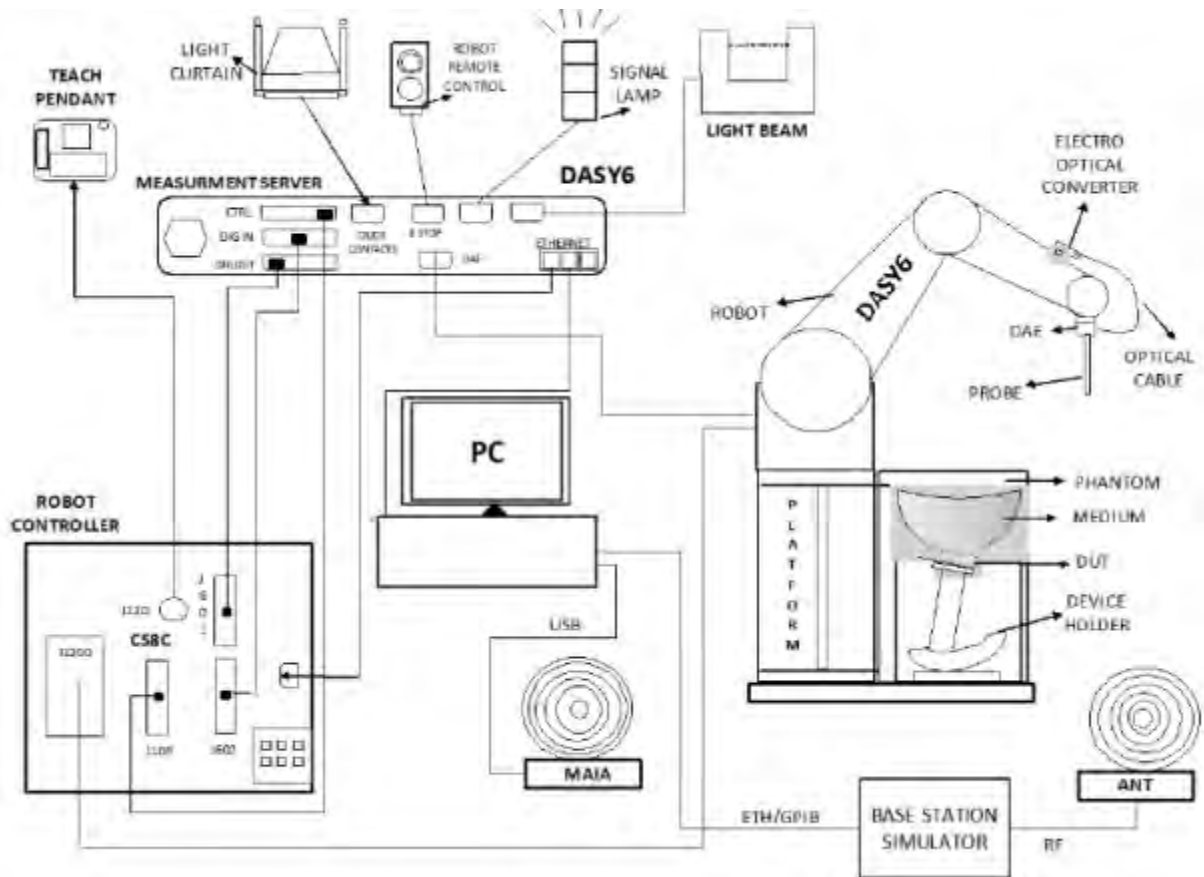 LIGHT
CURTAIN
ROBOT
REMOTE
CONTROL
SIGNAL
LAMP
LIGHT BEAM
TEACH
PENDANT
ELECTRO
OPTICAL
CONVERTER
MEASURMENT SERVER
DASY6
CTRL
DIG IN
CONTACTS
E STOP
DAE
ETHERNET
ROBOT
DASY6
DAE
OPTICAL
CABLE
PROBE
PC
PHANTOM
MEDIUM
DUT
DEVICE
HOLDER
PLATFORM
ROBOT
CONTROLLER
CS8C
USB
MAIA
ANT
ETH/GPIB
BASE STATION
SIMULATOR
RF